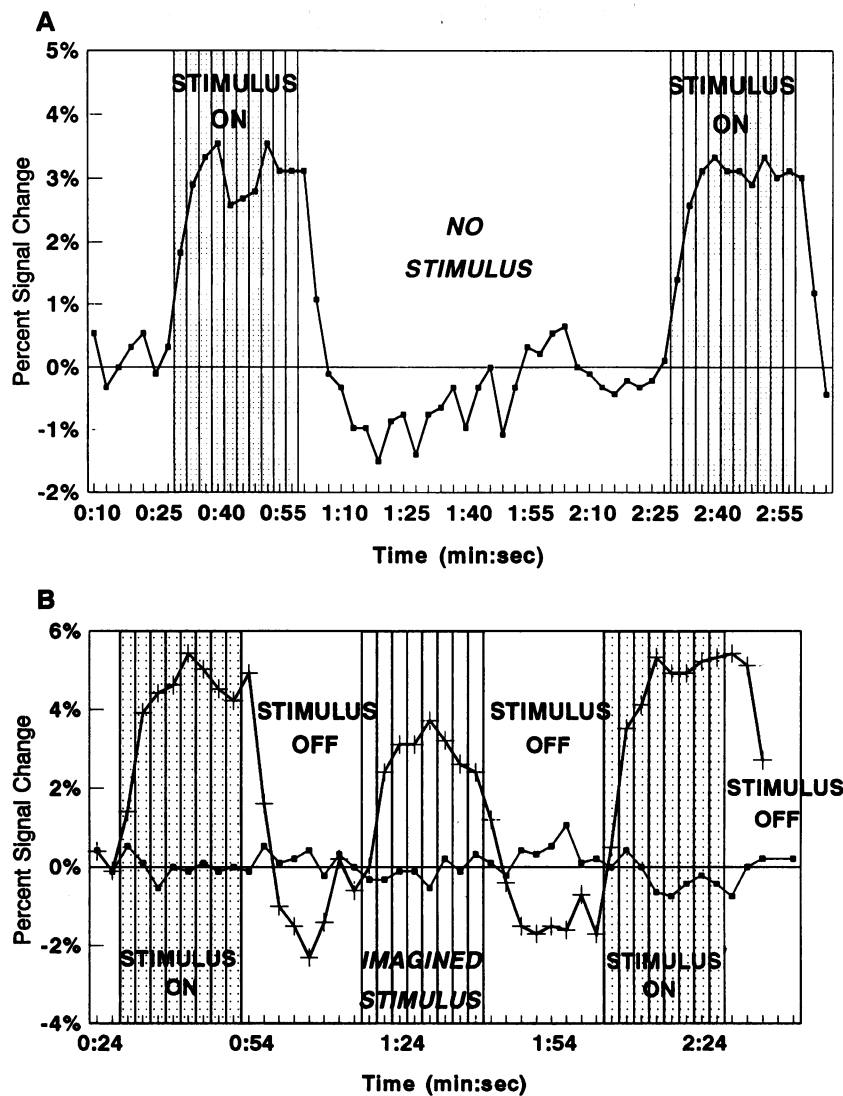 A
5%
4%
3%
2%
1%
0%
-1%
-2%
Percent Signal Change
STIMULUS
ON
NO
STIMULUS
STIMULUS
ON
0:10 0:25 0:40 0:55 1:10 1:25 1:40 1:55 2:10 2:25 2:40 2:55
Time (min:sec)
B
6%
4%
2%
0%
-2%
-4%
Percent Signal Change
STIMULUS
OFF
STIMULUS
OFF
STIMULUS
OFF
STIMULUS
ON
IMAGINED
STIMULUS
STIMULUS
ON
0:24 0:54 1:24 1:54 2:24
Time (min:sec)